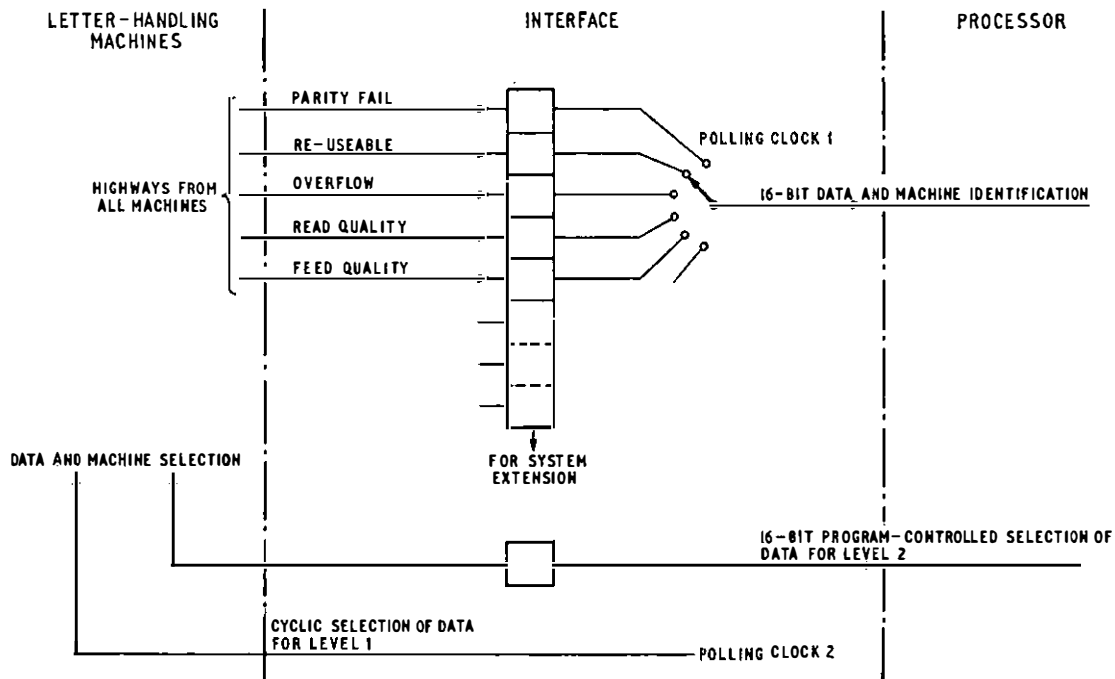 LETTER-HANDLING
MACHINES
INTERFACE
PROCESSOR
PARITY FAIL
RE-USEABLE
OVERFLOW
READ QUALITY
FEED QUALITY
HIGHWAYS FROM
ALL MACHINES
POLLING CLOCK 1
16-BIT DATA AND MACHINE IDENTIFICATION
FOR SYSTEM
EXTENSION
DATA AND MACHINE SELECTION
16-BIT PROGRAM-CONTROLLED SELECTION OF
DATA FOR LEVEL 2
CYCLIC SELECTION OF DATA
FOR LEVEL 1
POLLING CLOCK 2